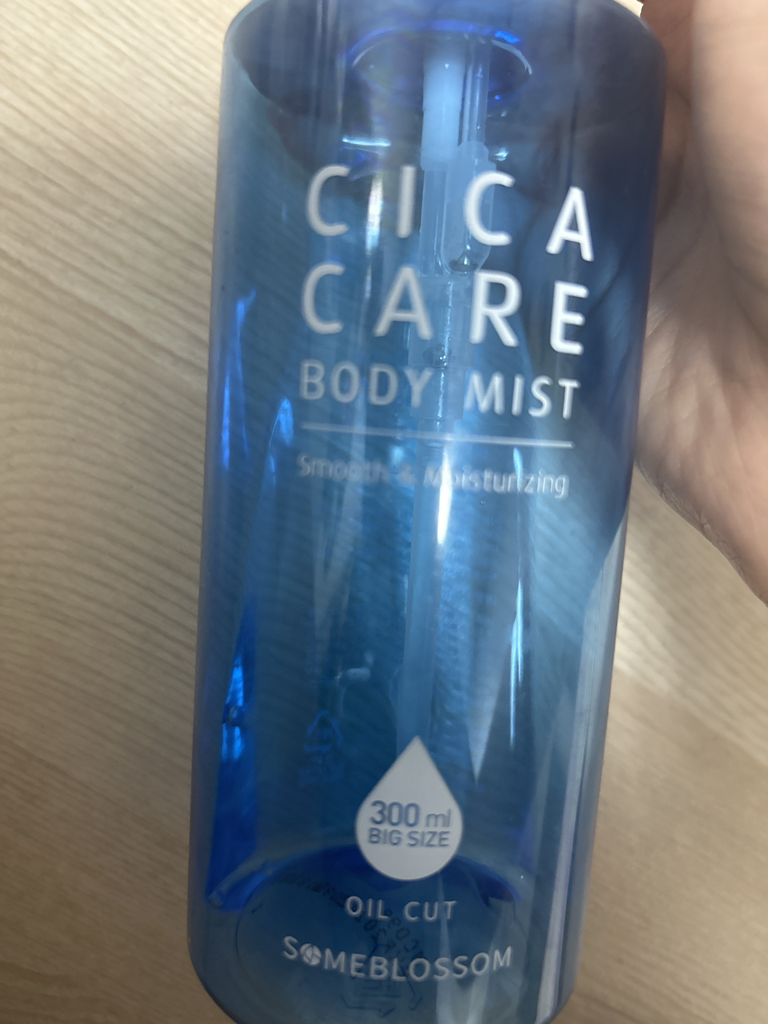 CICA
CARE
BODY MIST
Smooth & Moisturizing
300 ml
BIG SIZE
OIL CUT
SOMEBLOSSOM